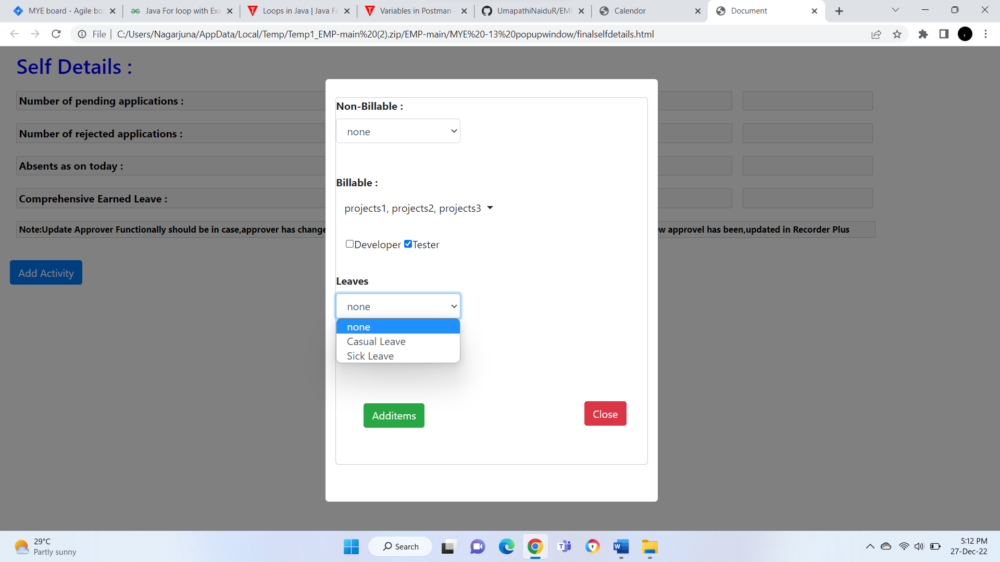 MYE board - Agile bo
Java For loop with Exa
Loops in Java | Java Fo
Variables in Postman -
UmapathiNaiduR/EMP
Calendor
Document
File | C:/Users/Nagarjuna/AppData/Local/Temp/Temp1_EMP-main%20(2).zip/EMP-main/MYE%20-13%20popupwindow/finalselfdetails.html
Self Details :
Number of pending applications :
Number of rejected applications :
Absents as on today :
Comprehensive Earned Leave :
Note:Update Approver Functionally should be in case,approver has change
w approvel has been,updated in Recorder Plus
Add Activity
Non-Billable :
none
Billable :
projects1, projects2, projects3
Developer Tester
Leaves
none
none
Casual Leave
Sick Leave
Additems
Close
29°C
Partly sunny
Search
5:12 PM
27-Dec-22